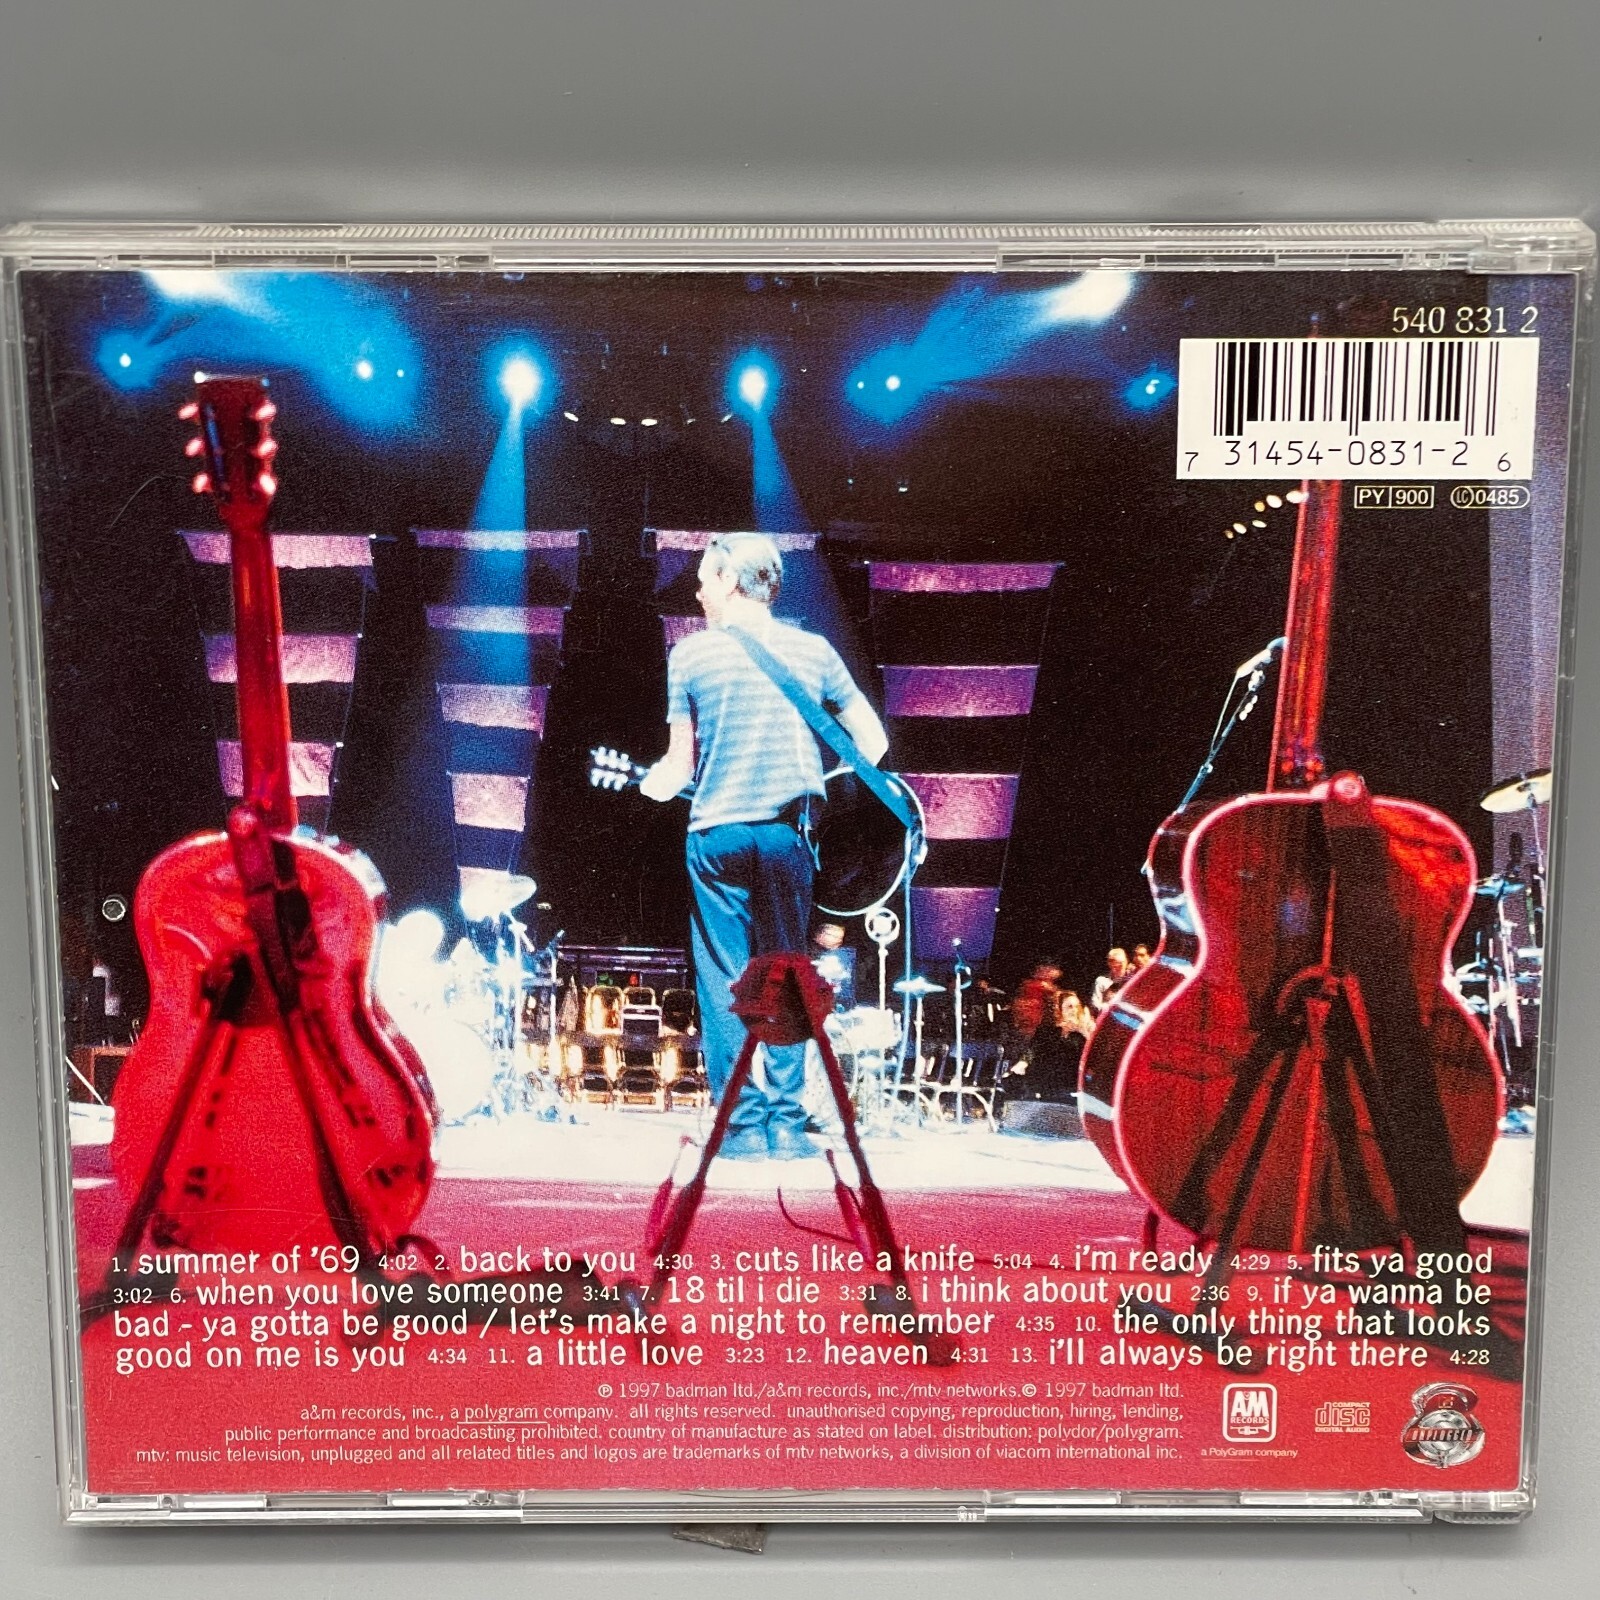 540 831 2
7 31454-0831-2 6
PY 900 LC 0485
1. summer of '69 4:02 2. back to you 4:30 3. cuts like a knife 5:04 4. i'm ready 4:29 5. fits ya good
3:02 6. when you love someone 3:41 7. 18 til i die 3:31 8. i think about you 2:36 9. if ya wanna be
bad - ya gotta be good / let's make a night to remember 4:35 10. the only thing that looks
good on me is you 4:34 11. a little love 3:23 12. heaven 4:31 13. i'll always be right there 4:28
℗ 1997 badman ltd./a&m records, inc./mtv networks.© 1997 badman ltd.
a&m records, inc., a polygram company. all rights reserved. unauthorised copying, reproduction, hiring, lending,
public performance and broadcasting prohibited. country of manufacture as stated on label. distribution: polydor/polygram.
mtv: music television, unplugged and all related titles and logos are trademarks of mtv networks, a division of viacom international inc.
A&M
RECORDS
a PolyGram company
COMPACT
disc
DIGITAL AUDIO
UNPLUGGED